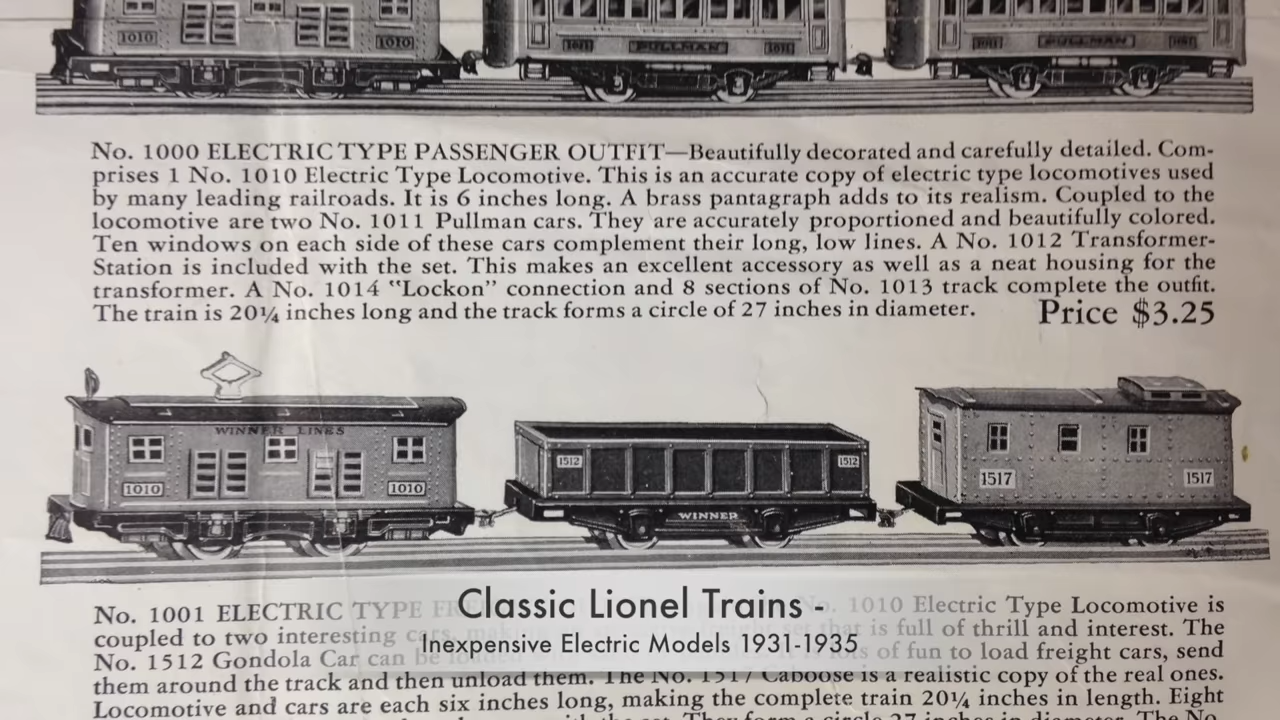 1010 1010 1011 PULLMAN 1011 1011 PULLMAN 1011
No. 1000 ELECTRIC TYPE PASSENGER OUTFIT—Beautifully decorated and carefully detailed. Com-
prises 1 No. 1010 Electric Type Locomotive. This is an accurate copy of electric type locomotives used
by many leading railroads. It is 6 inches long. A brass pantagraph adds to its realism. Coupled to the
locomotive are two No. 1011 Pullman cars. They are accurately proportioned and beautifully colored.
Ten windows on each side of these cars complement their long, low lines. A No. 1012 Transformer-
Station is included with the set. This makes an excellent accessory as well as a neat housing for the
transformer. A No. 1014 "Lockon" connection and 8 sections of No. 1013 track complete the outfit.
The train is 20¼ inches long and the track forms a circle of 27 inches in diameter. Price $3.25
WINNER LINES
1010 1010 1512 1512 1517 1517
WINNER
No. 1001 ELECTRIC TYPE No. 1010 Electric Type Locomotive is
Classic Lionel Trains -
coupled to two interesting cars, that is full of thrill and interest. The
Inexpensive Electric Models 1931-1935
No. 1512 Gondola Car can be lots of fun to load freight cars, send
them around the track and then unload them. The No. 1517 Caboose is a realistic copy of the real ones.
Locomotive and cars are each six inches long, making the complete train 20¼ inches in length. Eight